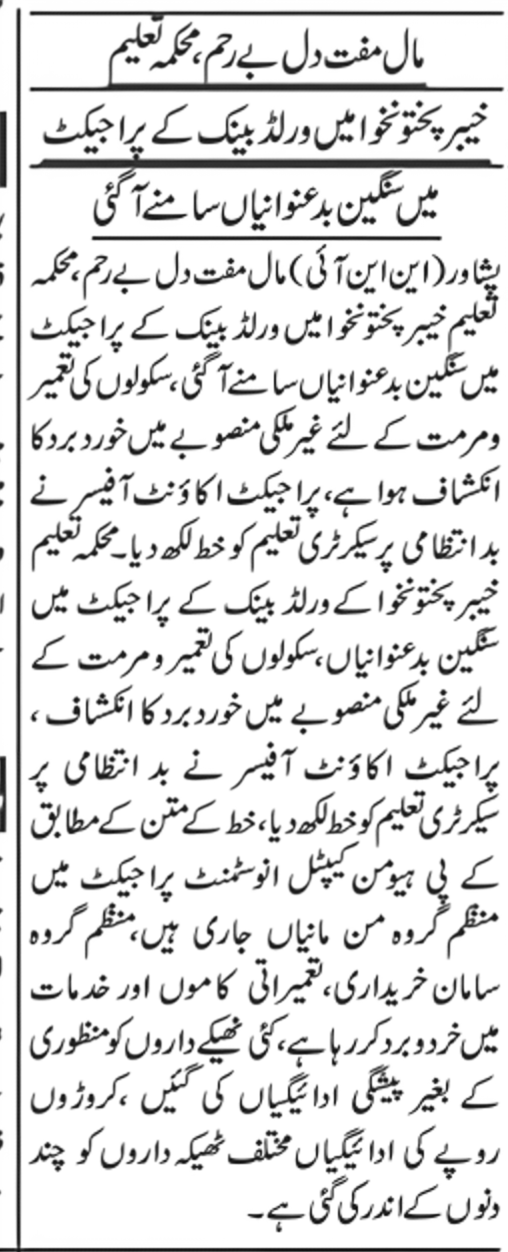 مال مفت دل بے رحم، محکمہ تعلیم
خیبر پختونخوا میں ورلڈ بینک کے پراجیکٹ
میں سنگین بدعنوانیاں سامنے آگئی
پشاور (این این آئی) مال مفت دل بے رحم، محکمہ
تعلیم خیبر پختونخوا میں ورلڈ بینک کے پراجیکٹ
میں سنگین بدعنوانیاں سامنے آگئی، سکولوں کی تعمیر
ومرمت کے لئے غیر ملکی منصوبے میں خورد برد کا
انکشاف ہوا ہے، پراجیکٹ اکاؤنٹ آفیسر نے
بد انتظامی پر سیکرٹری تعلیم کو خط لکھ دیا۔ محکمہ تعلیم
خیبر پختونخوا کے ورلڈ بینک کے پراجیکٹ میں
سنگین بدعنوانیاں، سکولوں کی تعمیر و مرمت کے
لئے غیر ملکی منصوبے میں خورد برد کا انکشاف ،
پراجیکٹ اکاؤنٹ آفیسر نے بد انتظامی پر
سیکرٹری تعلیم کو خط لکھ دیا، خط کے متن کے مطابق
کے پی ہیومن کیپٹل انوسٹمنٹ پراجیکٹ میں
منظم گروہ من مانیاں جاری ہیں، منظم گروہ
سامان خریداری، تعمیراتی کاموں اور خدمات
میں خردوبرد کر رہا ہے، کئی ٹھیکے داروں کو منظوری
کے بغیر پیشگی ادائیگیاں کی گئیں ، کروڑوں
روپے کی ادائیگیاں مختلف ٹھیکہ داروں کو چند
دنوں کے اندر کی گئی ہے۔